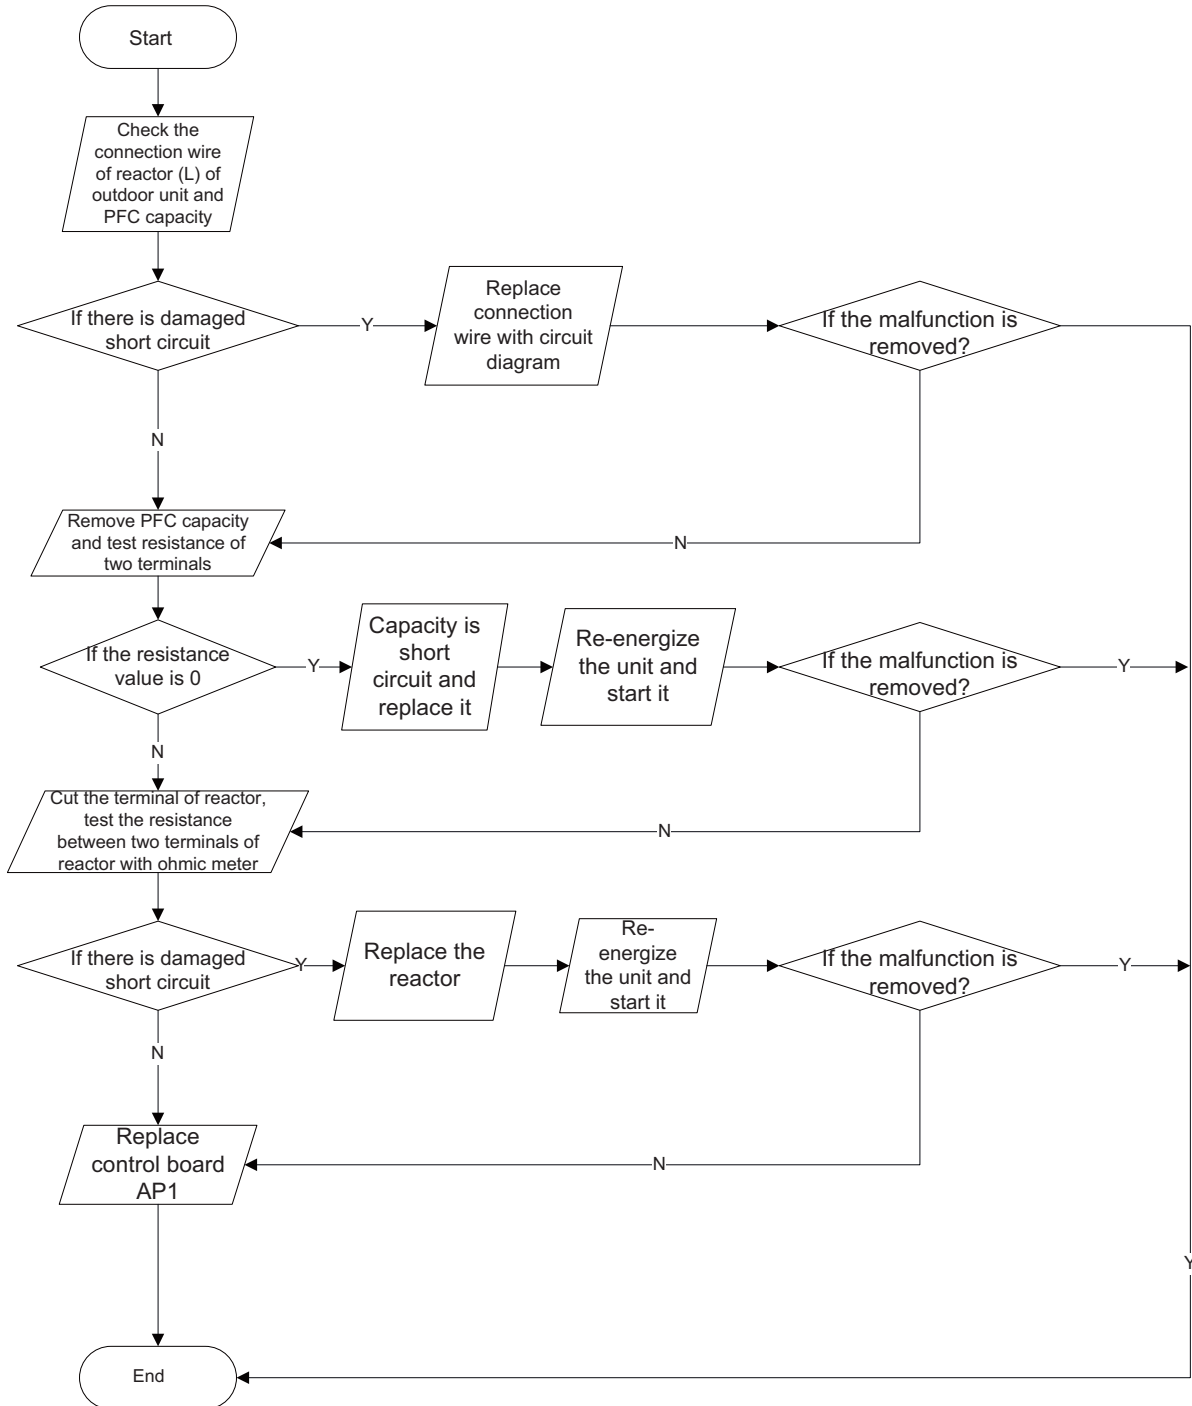 Start
Check the
connection wire
of reactor (L) of
outdoor unit and
PFC capacity
If there is damaged
short circuit
Y
Replace
connection
wire with circuit
diagram
If the malfunction is
removed?
N
Remove PFC capacity
and test resistance of
two terminals
N
If the resistance
value is 0
Y
Capacity is
short
circuit and
replace it
Re-energize
the unit and
start it
If the malfunction is
removed?
Y
N
Cut the terminal of reactor,
test the resistance
between two terminals of
reactor with ohmic meter
N
If there is damaged
short circuit
Y
Replace the
reactor
Re-
energize
the unit and
start it
If the malfunction is
removed?
Y
N
Replace
control board
AP1
N
Y
End